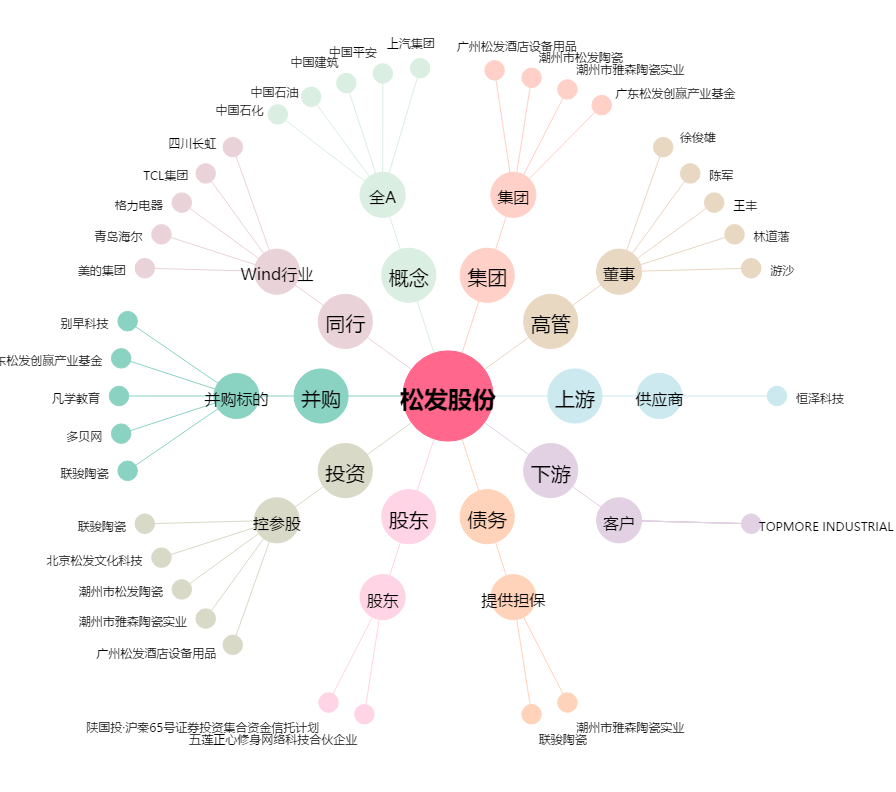 上汽集团
广州松发酒店设备用品
中国平安
潮州市松发陶瓷
中国建筑
潮州市雅森陶瓷实业
中国石油
广东松发创赢产业基金
中国石化
四川长虹
徐俊雄
TCL集团
陈军
全A
集团
格力电器
王丰
青岛海尔
林道藩
美的集团
Wind行业
概念
集团
董事
游沙
别早科技
同行
高管
东松发创赢产业基金
凡学教育
并购标的
并购
松发股份
上游
供应商
恒泽科技
多贝网
联骏陶瓷
投资
下游
联骏陶瓷
控参股
股东
债务
客户
TOPMORE INDUSTRIAL
北京松发文化科技
潮州市松发陶瓷
股东
提供担保
潮州市雅森陶瓷实业
广州松发酒店设备用品
陕国投·沪秦65号证券投资集合资金信托计划
潮州市雅森陶瓷实业
五莲正心修身网络科技合伙企业
联骏陶瓷